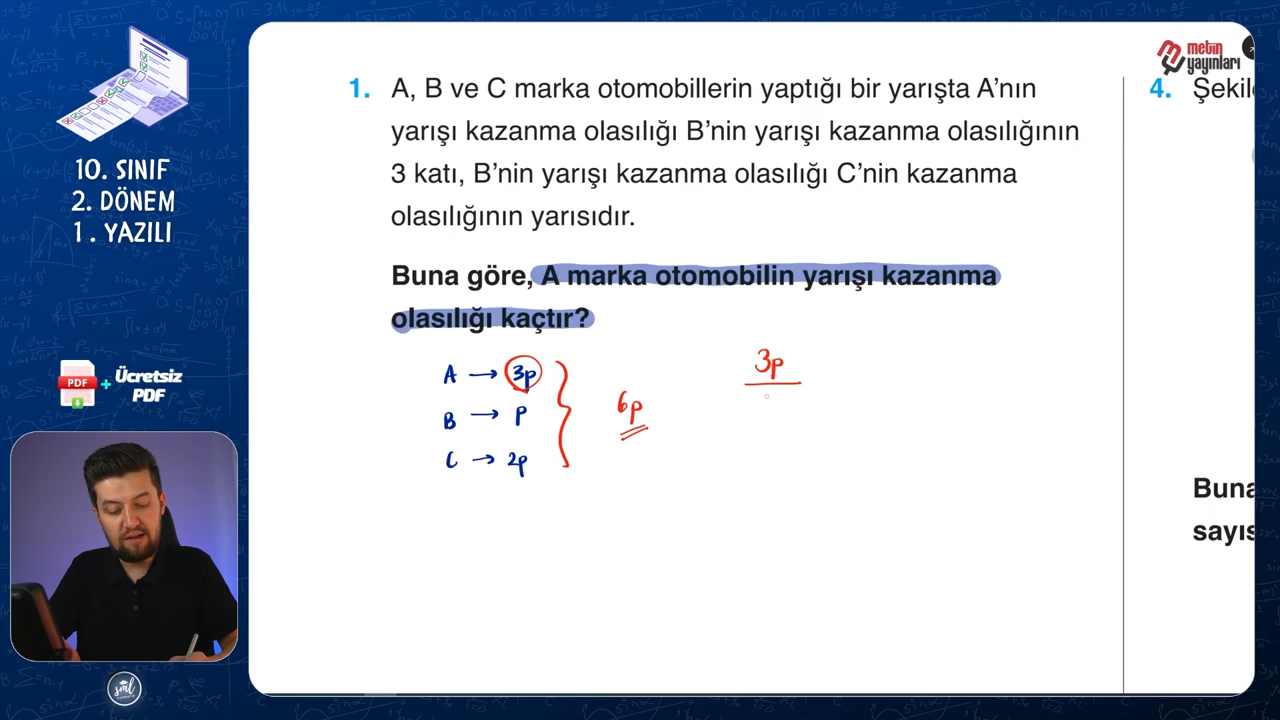 10. SINIF
2. DÖNEM
1. YAZILI
PDF
+
Ücretsiz
PDF
sml
metin
yayınları
1. A, B ve C marka otomobillerin yaptığı bir yarışta A’nın
yarışı kazanma olasılığı B’nin yarışı kazanma olasılığının
3 katı, B’nin yarışı kazanma olasılığı C’nin kazanma
olasılığının yarısıdır.
Buna göre, A marka otomobilin yarışı kazanma
olasılığı kaçtır?
A → 3p
B → p
C → 2p
6p
3p
4. Şekil
Buna
sayıs